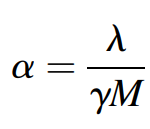 α = λ / γM